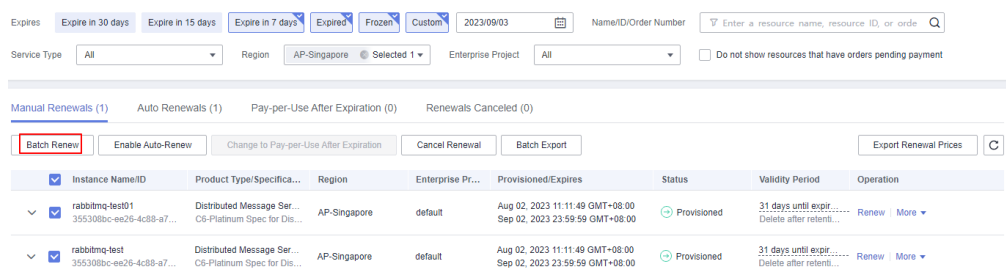 Expires Expire in 30 days Expire in 15 days Expire in 7 days Expired Frozen Custom 2023/09/03 Name/ID/Order Number Enter a resource name, resource ID, or orde
Service Type All Region AP-Singapore Selected 1 Enterprise Project All Do not show resources that have orders pending payment
Manual Renewals (1) Auto Renewals (1) Pay-per-Use After Expiration (0) Renewals Canceled (0)
Batch Renew Enable Auto-Renew Change to Pay-per-Use After Expiration Cancel Renewal Batch Export Export Renewal Prices
Instance Name/ID Product Type/Specifica... Region Enterprise Pr... Provisioned/Expires Status Validity Period Operation
rabbitmq-test01 Distributed Message Ser... AP-Singapore default Aug 02, 2023 11:11:49 GMT+08:00 Provisioned 31 days until expir... Renew More
355308bc-ee26-4c88-a7... C6-Platinum Spec for Dis... Sep 02, 2023 23:59:59 GMT+08:00 Delete after retenti...
rabbitmq-test Distributed Message Ser... AP-Singapore default Aug 02, 2023 11:11:49 GMT+08:00 Provisioned 31 days until expir... Renew More
355308bc-ee26-4c88-a7... C6-Platinum Spec for Dis... Sep 02, 2023 23:59:59 GMT+08:00 Delete after retenti...